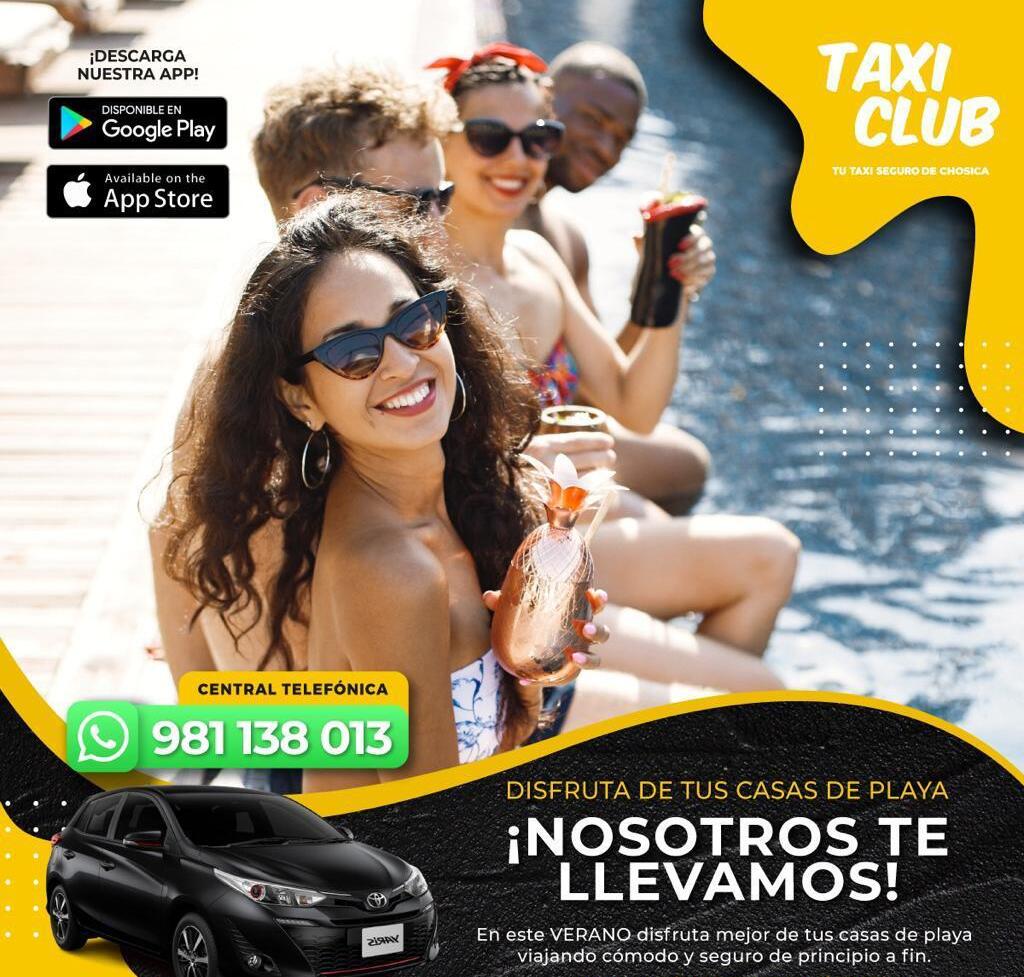 ¡DESCARGA
NUESTRA APP!
DISPONIBLE EN
Google Play
Available on the
App Store
TAXI
CLUB
TU TAXI SEGURO DE CHOSICA
CENTRAL TELEFÓNICA
981 138 013
DISFRUTA DE TUS CASAS DE PLAYA
¡NOSOTROS TE
LLEVAMOS!
YARIS
En este VERANO disfruta mejor de tus casas de playa
viajando cómodo y seguro de principio a fin.